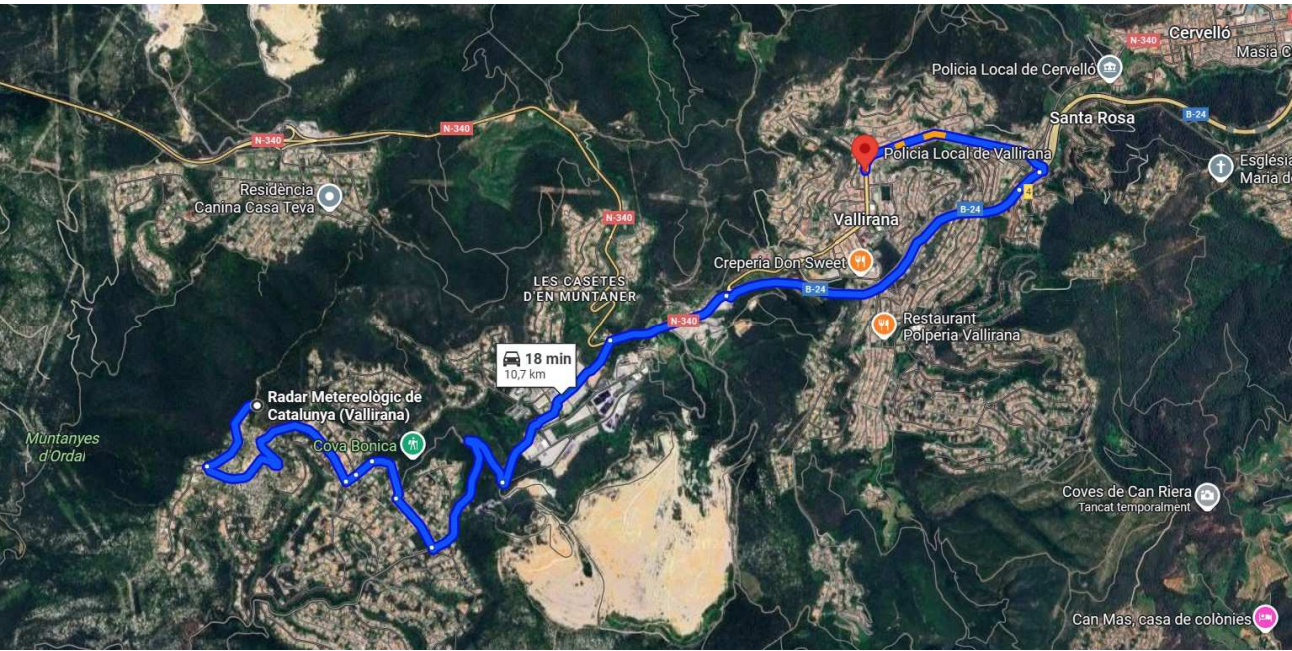 N-340
Cervelló
Masia C
Policia Local de Cervelló
N-340
N-340
Santa Rosa
B-24
Policia Local de Vallirana
Església
Maria de
Residència
Canina Casa Teva
4
N-340
Vallirana
B-24
Creperia Don Sweet
LES CASETES
D'EN MUNTANER
B-24
N-340
Restaurant
Polperia Vallirana
18 min
10,7 km
Radar Metereològic de
Catalunya (Vallirana)
Muntanyes
d'Ordal
Cova Bonica
Coves de Can Riera
Tancat temporalment
Can Mas, casa de colònies